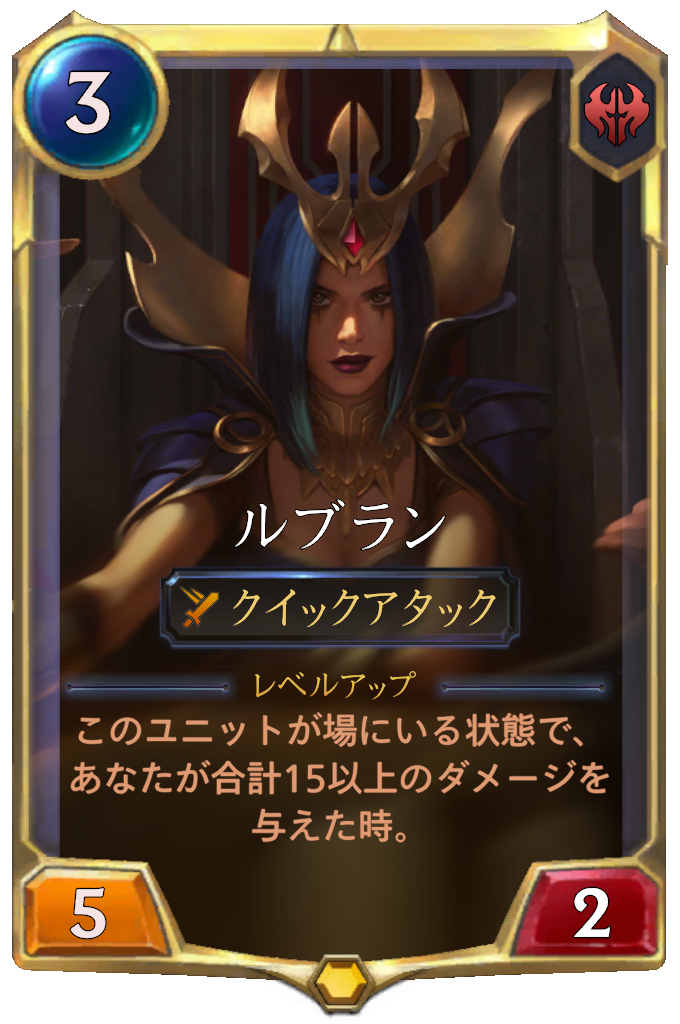 3
ルブラン
クイックアタック
レベルアップ
このユニットが場にいる状態で、
あなたが合計15以上のダメージを
与えた時。
5
2